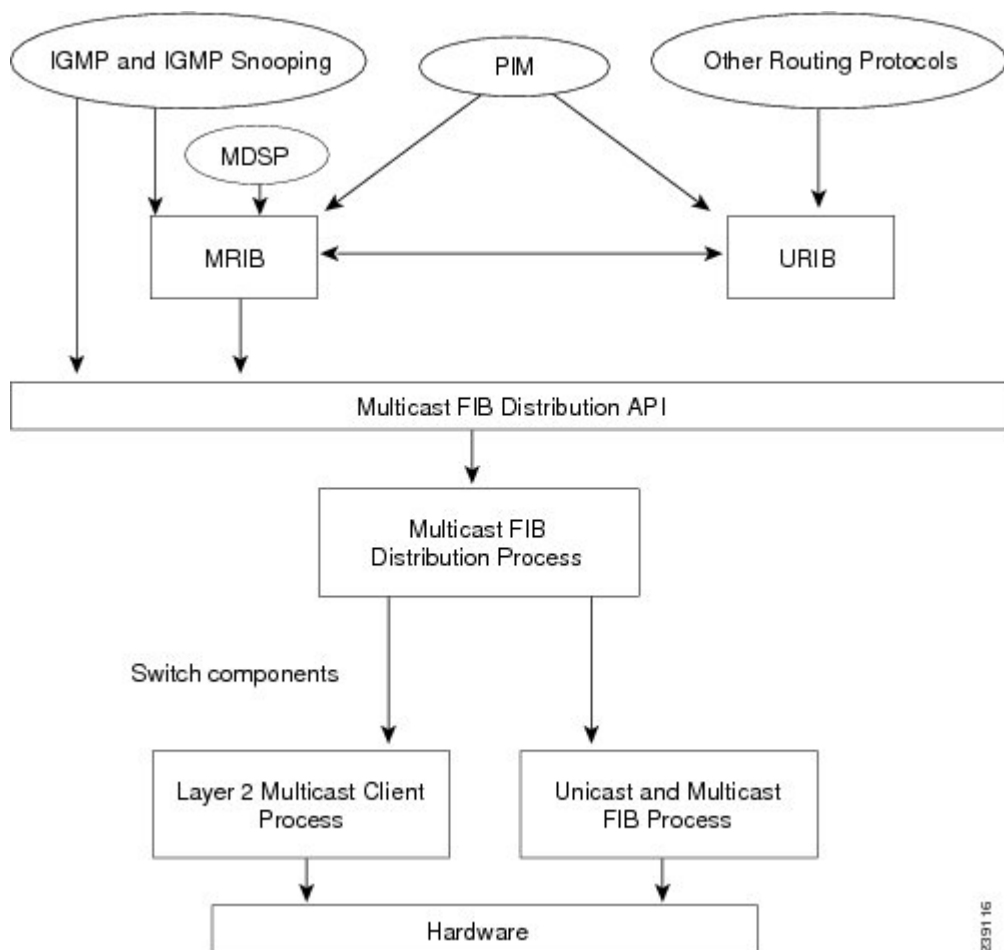 IGMP and IGMP Snooping
PIM
Other Routing Protocols
MDSP
MRIB
URIB
Multicast FIB Distribution API
Multicast FIB
Distribution Process
Switch components
Layer 2 Multicast Client
Process
Unicast and Multicast
FIB Process
Hardware
239116